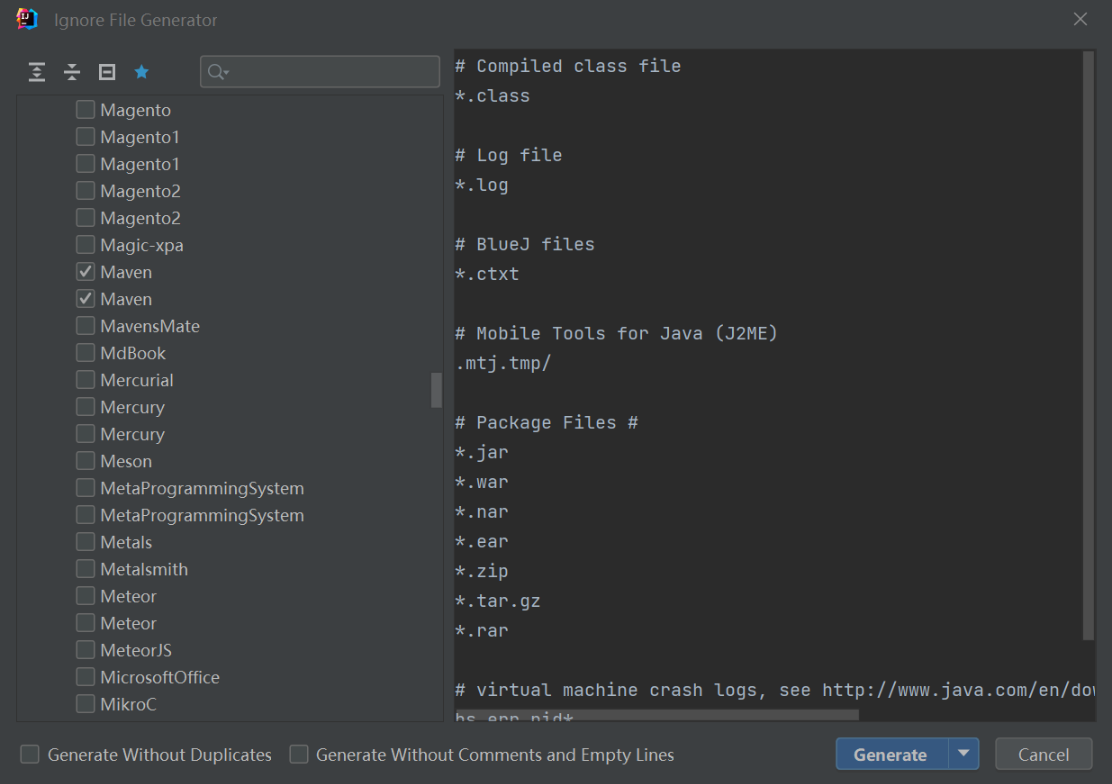 Ignore File Generator
Magento
Magento1
Magento1
Magento2
Magento2
Magic-xpa
Maven
Maven
MavensMate
MdBook
Mercurial
Mercury
Mercury
Meson
MetaProgrammingSystem
MetaProgrammingSystem
Metals
Metalsmith
Meteor
Meteor
MeteorJS
MicrosoftOffice
MikroC
# Compiled class file
*.class
# Log file
*.log
# BlueJ files
*.ctxt
# Mobile Tools for Java (J2ME)
.mtj.tmp/
# Package Files #
*.jar
*.war
*.nar
*.ear
*.zip
*.tar.gz
*.rar
# virtual machine crash logs, see http://www.java.com/en/dow
hs_err_pid*
Generate Without Duplicates
Generate Without Comments and Empty Lines
Generate
Cancel